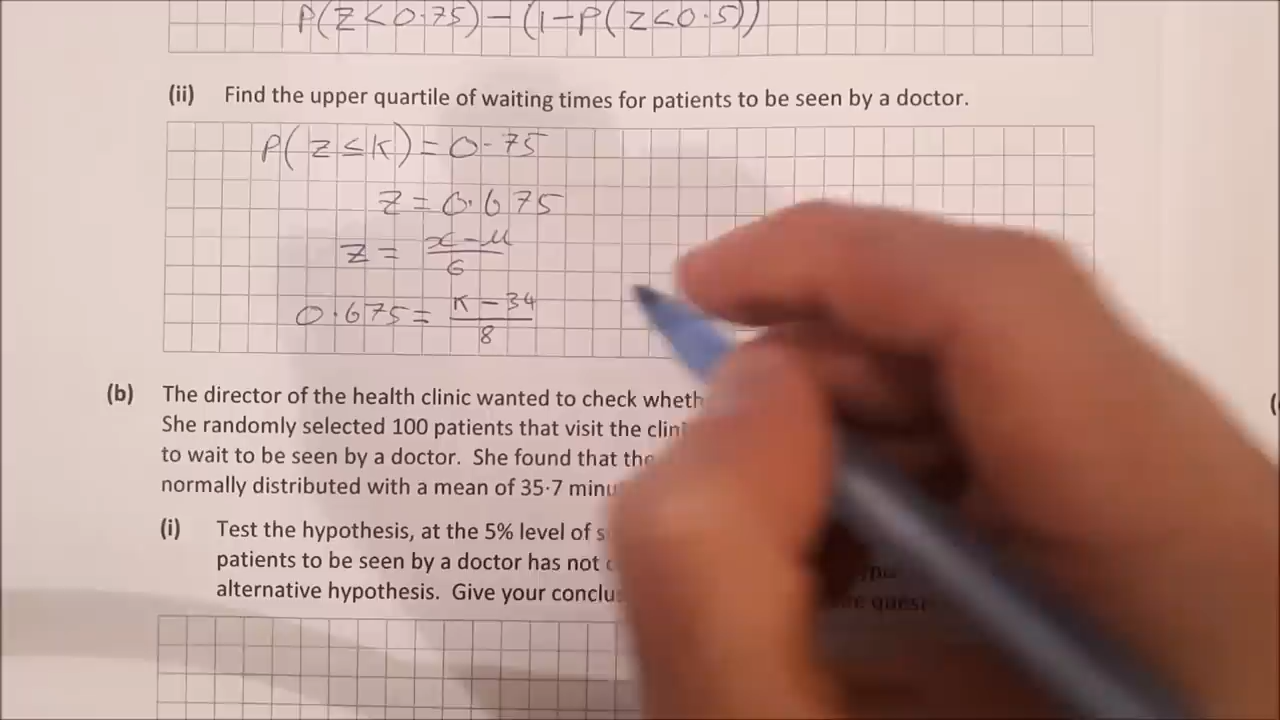 P(Z<0·75) – (1–P(Z<0·5))
(ii) Find the upper quartile of waiting times for patients to be seen by a doctor.
P(Z≤K)=0·75
Z=0.675
Z = x–μ / σ
0.675 = K–34 / 8
(b) The director of the health clinic wanted to check wheth
She randomly selected 100 patients that visit the clin
to wait to be seen by a doctor. She found that the
normally distributed with a mean of 35·7 minu
(i) Test the hypothesis, at the 5% level of s
patients to be seen by a doctor has not
alternative hypothesis. Give your conclu